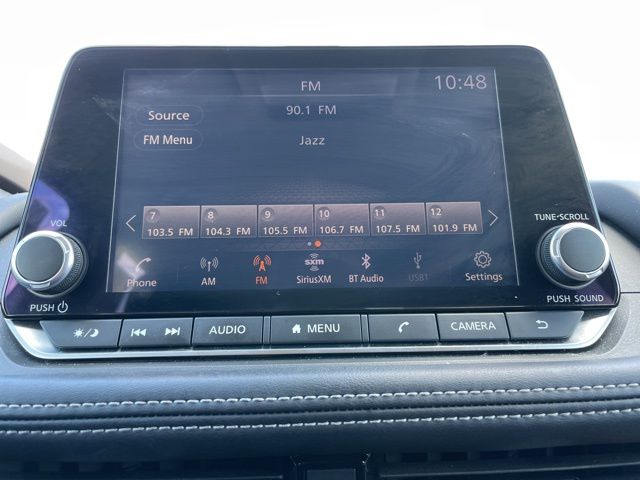 FM
10:48
Source
90.1 FM
FM Menu
Jazz
7 8 9 10 11 12
103.5 FM 104.3 FM 105.5 FM 106.7 FM 107.5 FM 101.9 FM
sxm
Phone AM FM SiriusXM BT Audio USB1 Settings
VOL
PUSH
TUNE·SCROLL
PUSH SOUND
AUDIO MENU CAMERA